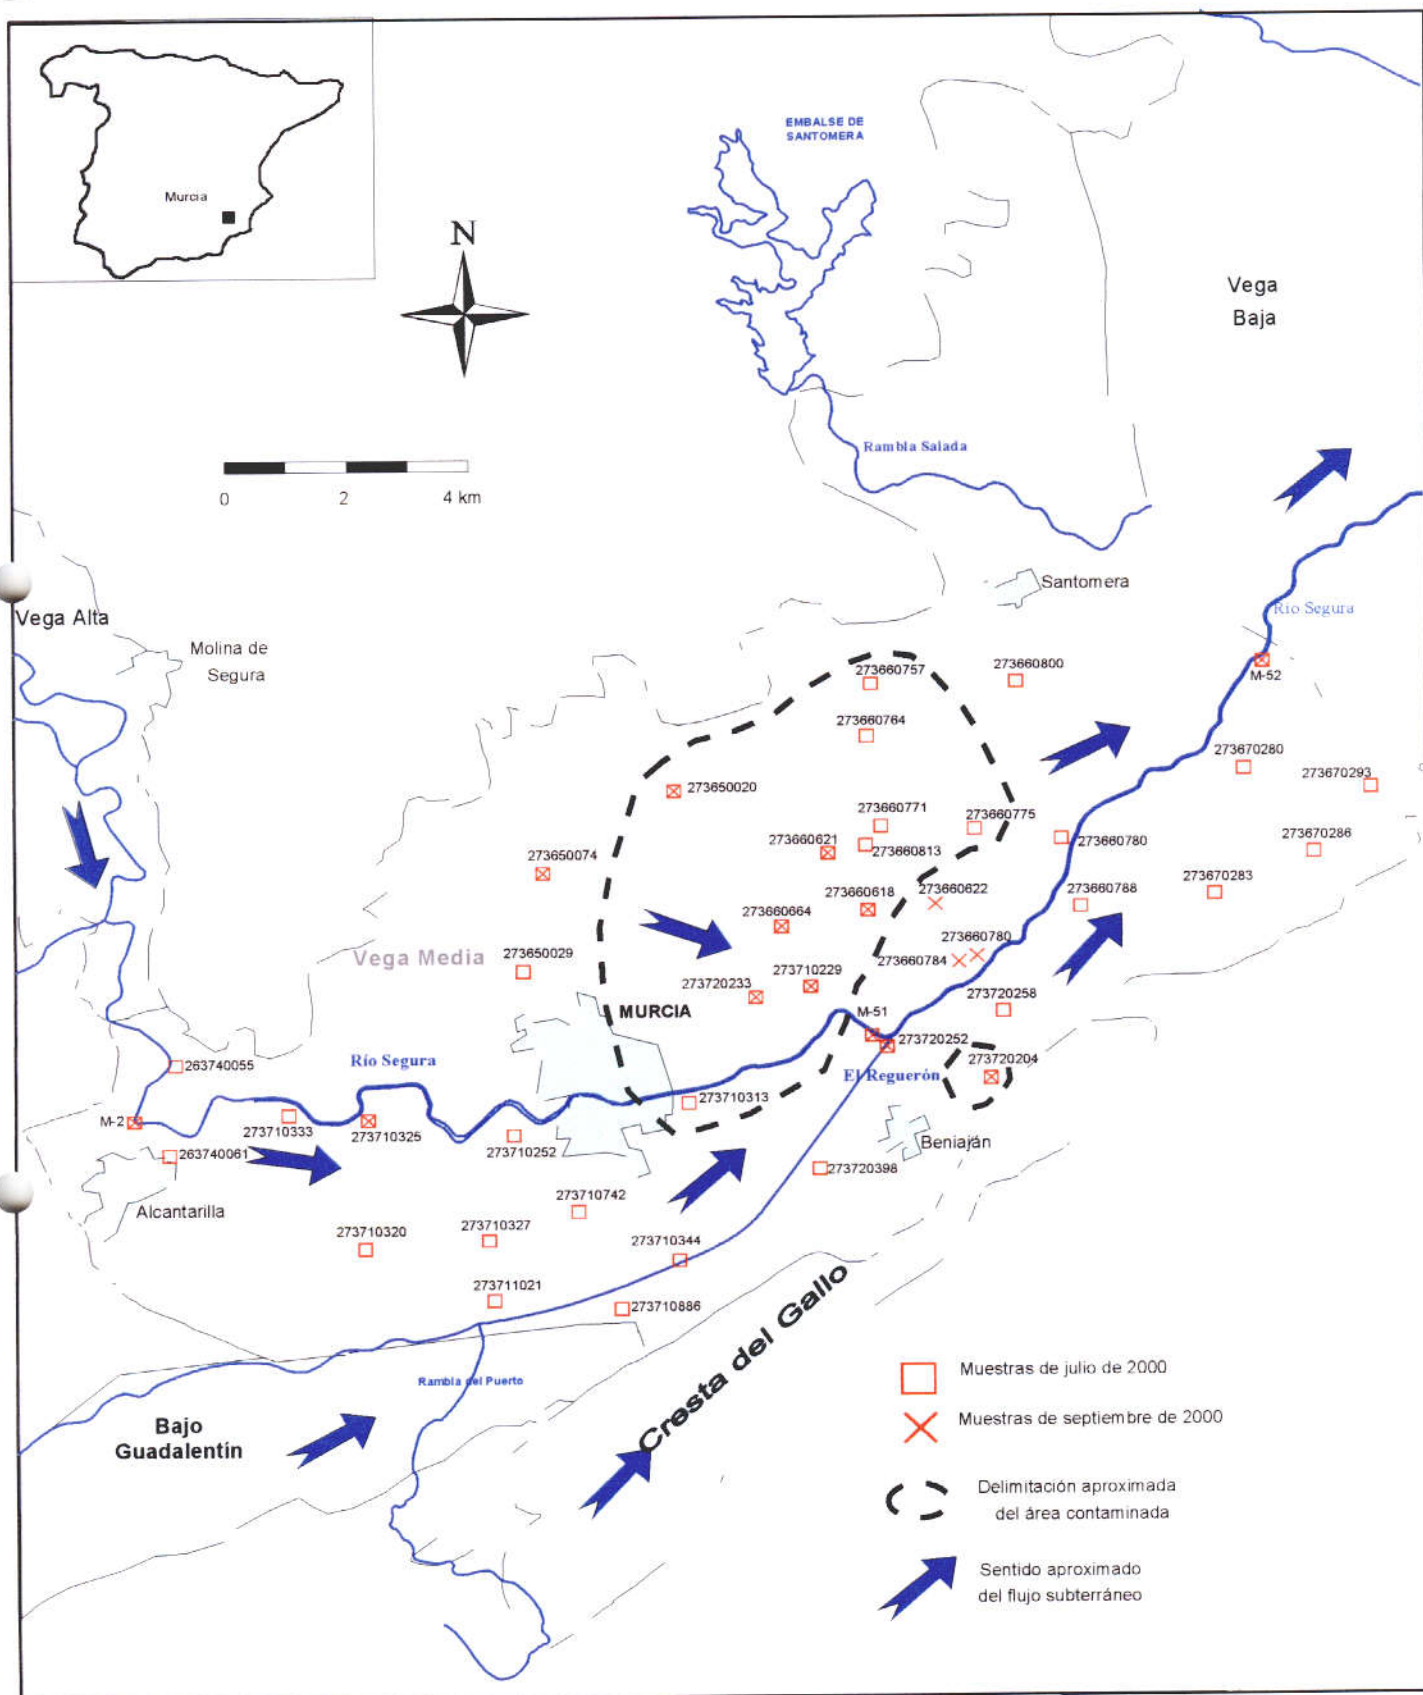 Murcia
N
EMBALSE DE
SANTOMERA
Vega
Baja
Rambla Salada
0 2 4 km
Santomera
Vega Alta
Río Segura
Molina de
Segura
273660757
273660800
M-52
273660764
273670280
273670293
273650020
273660771
273660775
273660621
273660813
273660780
273670286
273650074
273660618
273660622
273660788
273670283
273660664
273660780
273650029
Vega Media
273660784
273720233
273710229
273720258
MURCIA
M-51
273720252
Río Segura
263740055
273720204
El Reguerón
273710313
M-2
273710333
273710325
273710252
Beniaján
263740061
273720398
Alcantarilla
273710742
273710320
273710327
273710344
273711021
273710886
Cresta del Gallo
Rambla del Puerto
Bajo
Guadalentín
Muestras de julio de 2000
Muestras de septiembre de 2000
Delimitación aproximada
del área contaminada
Sentido aproximado
del flujo subterráneo